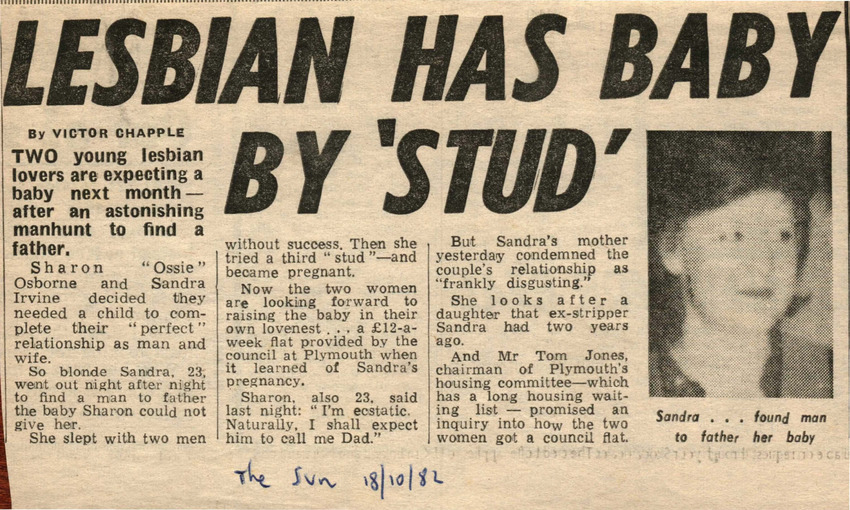 LESBIAN HAS BABY
BY 'STUD'
By VICTOR CHAPPLE
TWO young lesbian
lovers are expecting a
baby next month —
after an astonishing
manhunt to find a
father.
Sharon "Ossie"
Osborne and Sandra
Irvine decided they
needed a child to com-
plete their "perfect"
relationship as man and
wife.
So blonde Sandra, 23,
went out night after night
to find a man to father
the baby Sharon could not
give her.
She slept with two men
without success. Then she
tried a third "stud"—and
became pregnant.
Now the two women
are looking forward to
raising the baby in their
own lovenest . . . a £12-a-
week flat provided by the
council at Plymouth when
it learned of Sandra's
pregnancy.
Sharon, also 23, said
last night: "I'm ecstatic.
Naturally, I shall expect
him to call me Dad."
But Sandra's mother
yesterday condemned the
couple's relationship as
"frankly disgusting."
She looks after a
daughter that ex-stripper
Sandra had two years
ago.
And Mr Tom Jones,
chairman of Plymouth's
housing committee—which
has a long housing wait-
ing list — promised an
inquiry into how the two
women got a council flat.
Sandra . . . found man
to father her baby
The Sun 18/10/82